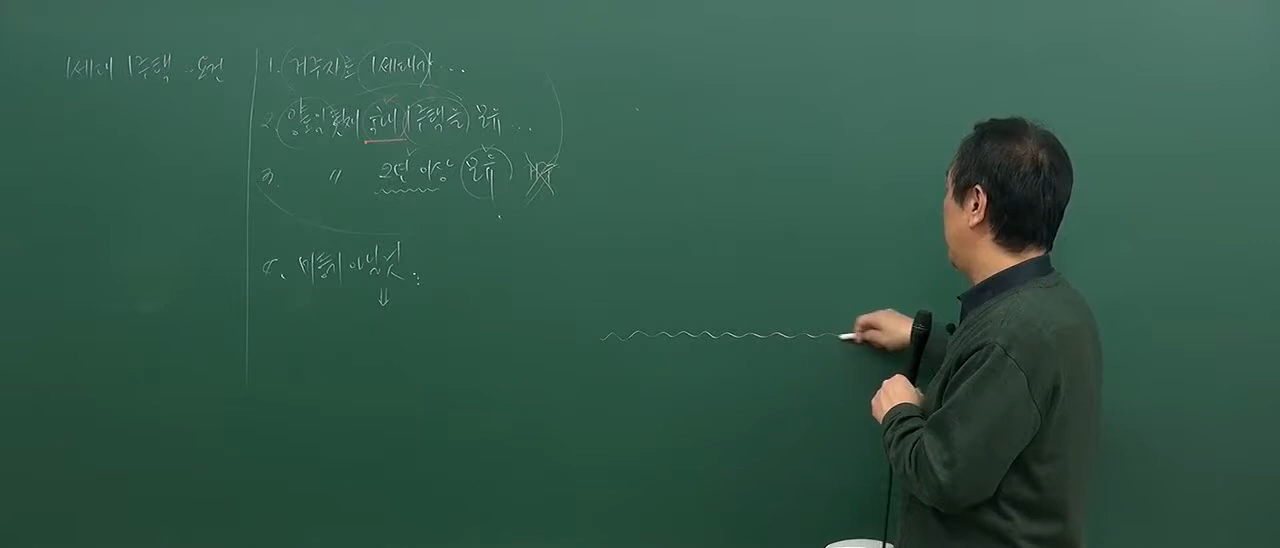 1세대 1주택 .. 요건
1. 거주자로 1세대가 ...
2. 양도일 현재 국내 1주택을 보유 ...
3. 〃 2년 이상 보유
4. 미등기 아닐 것 :
⇓